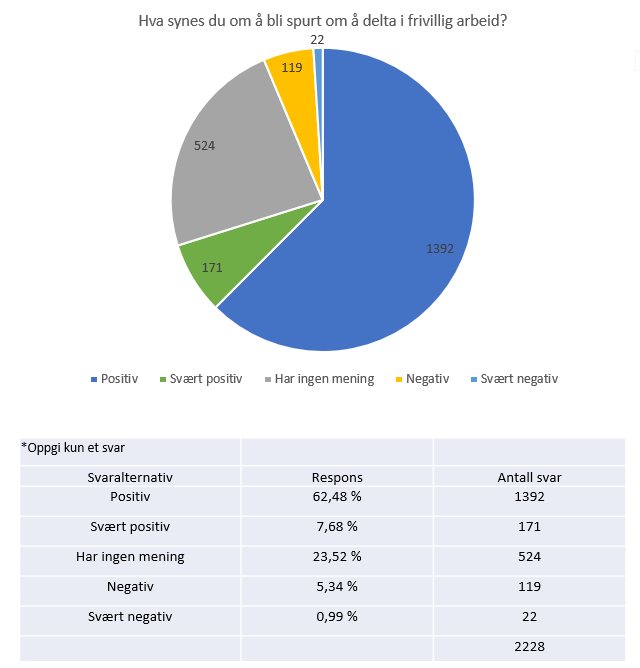 Hva synes du om å bli spurt om å delta i frivillig arbeid?
22
119
524
171
1392
Positiv Svært positiv Har ingen mening Negativ Svært negativ
*Oppgi kun et svar
Svaralternativ Respons Antall svar
Positiv 62,48 % 1392
Svært positiv 7,68 % 171
Har ingen mening 23,52 % 524
Negativ 5,34 % 119
Svært negativ 0,99 % 22
2228